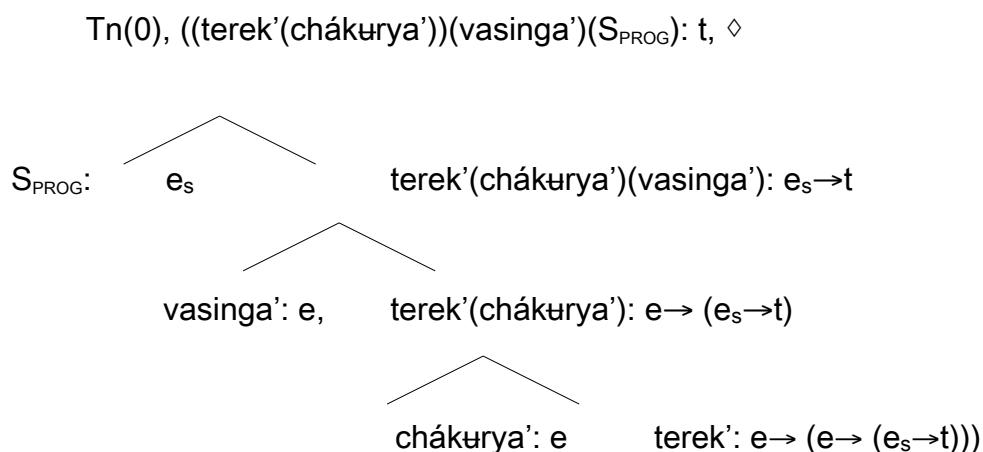 Tn(0), ((terek’(chákʉrya’))(vasinga’)(S_PROG): t, ◊
S_PROG: e_s terek’(chákʉrya’)(vasinga’): e_s→t
vasinga’: e, terek’(chákʉrya’): e→ (e_s→t)
chákʉrya’: e terek’: e→ (e→ (e_s→t)))